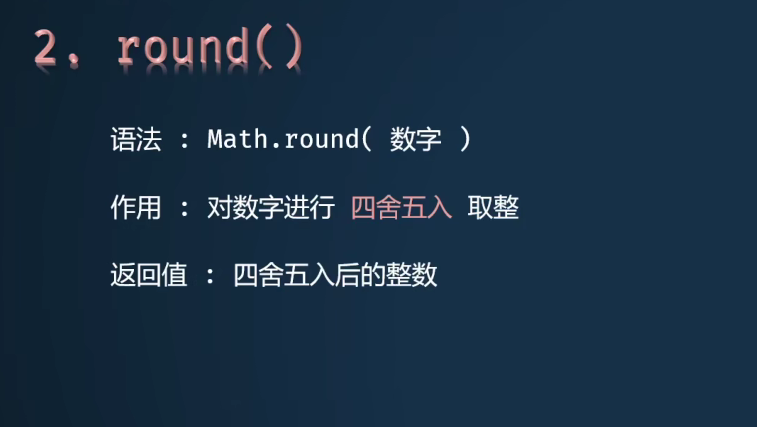 2. round()
语法 : Math.round( 数字 )
作用 : 对数字进行 四舍五入 取整
返回值 : 四舍五入后的整数